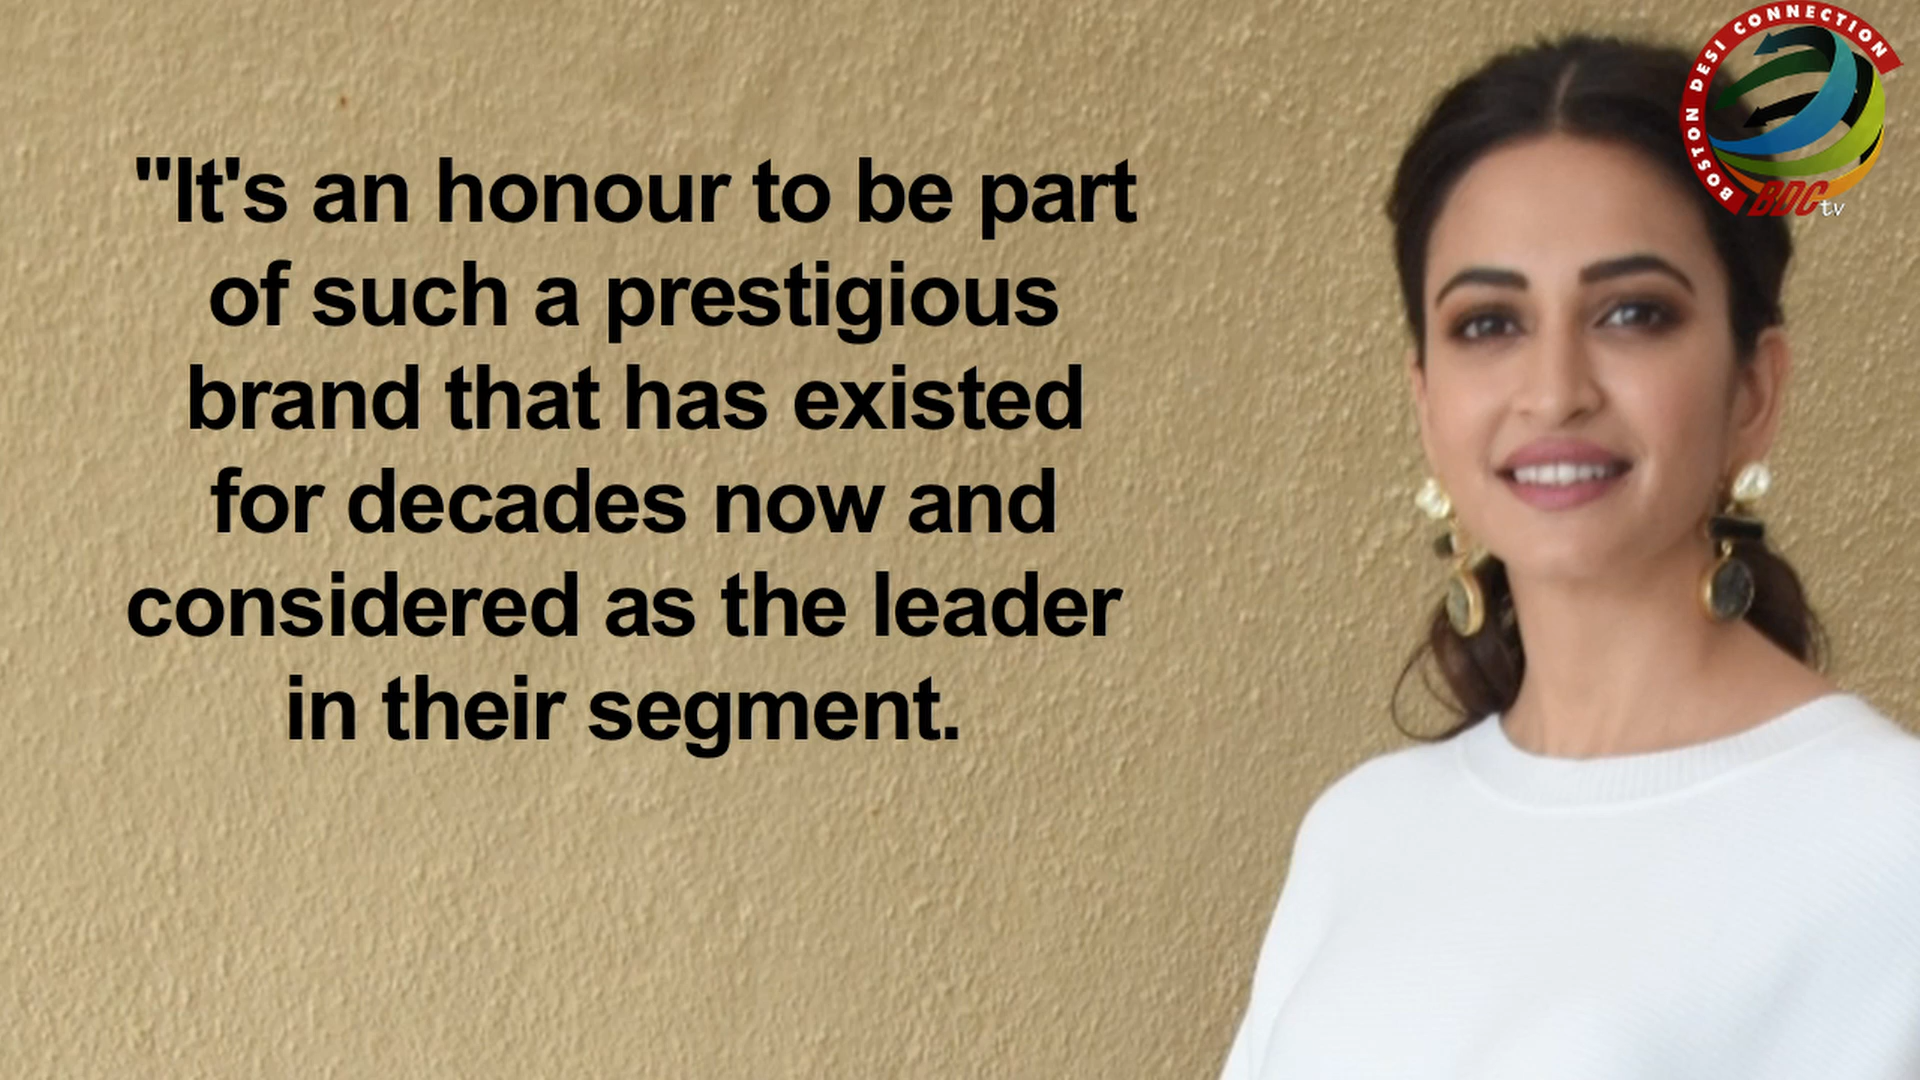 "It's an honour to be part
of such a prestigious
brand that has existed
for decades now and
considered as the leader
in their segment.
BOSTON DESI CONNECTION
BDC tv